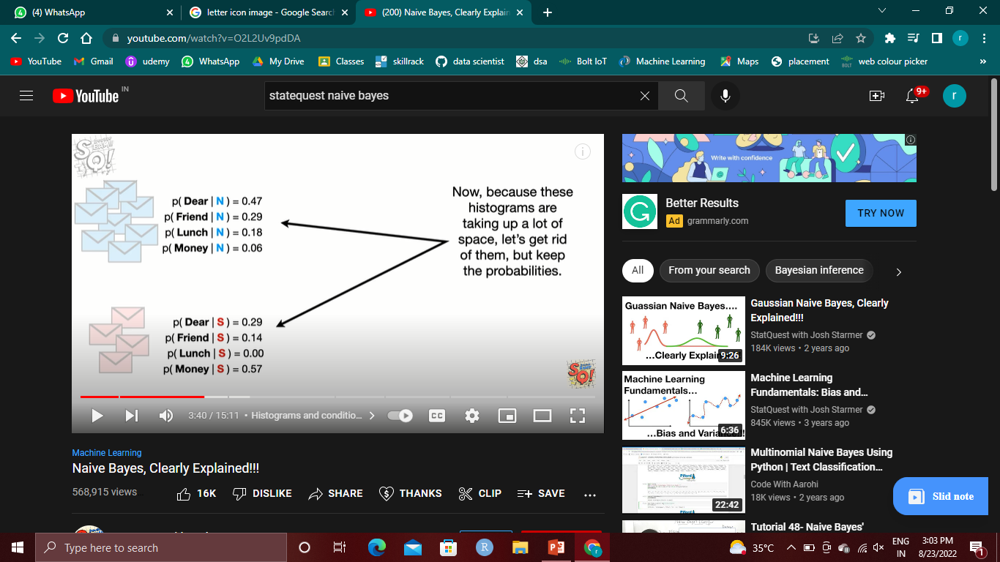 (4) WhatsApp
letter icon image - Google Search
(200) Naive Bayes, Clearly Explain
youtube.com/watch?v=O2L2Uv9pdDA
r
YouTube
Gmail
udemy
WhatsApp
My Drive
Classes
skillrack
data scientist
dsa
Bolt IoT
Machine Learning
Maps
placement
BOLT
web colour picker
YouTube IN
statequest naive bayes
9+
r
SQ!
p( Dear | N ) = 0.47
p( Friend | N ) = 0.29
p( Lunch | N ) = 0.18
p( Money | N ) = 0.06
Now, because these
histograms are
taking up a lot of
space, let's get rid
of them, but keep
the probabilities.
p( Dear | S ) = 0.29
p( Friend | S ) = 0.14
p( Lunch | S ) = 0.00
p( Money | S ) = 0.57
SQ!
3:40 / 15:11 • Histograms and conditio...
CC
Machine Learning
Naive Bayes, Clearly Explained!!!
568,915 views
16K
DISLIKE
SHARE
THANKS
CLIP
SAVE
Write with confidence
Better Results
Ad grammarly.com
TRY NOW
All
From your search
Bayesian inference
Guassian Naive Bayes....
...Clearly Explain
9:26
Gaussian Naive Bayes, Clearly
Explained!!!
StatQuest with Josh Starmer
184K views • 2 years ago
Machine Learning
Fundamentals...
...Bias and Variance!!
6:36
Machine Learning
Fundamentals: Bias and...
StatQuest with Josh Starmer
845K views • 3 years ago
22:42
Multinomial Naive Bayes Using
Python | Text Classification...
Code With Aarohi
18K views • 2 years ago
Slid note
Tutorial 48- Naive Bayes'
Type here to search
R
35°C
ENG
IN
3:03 PM
8/23/2022
1